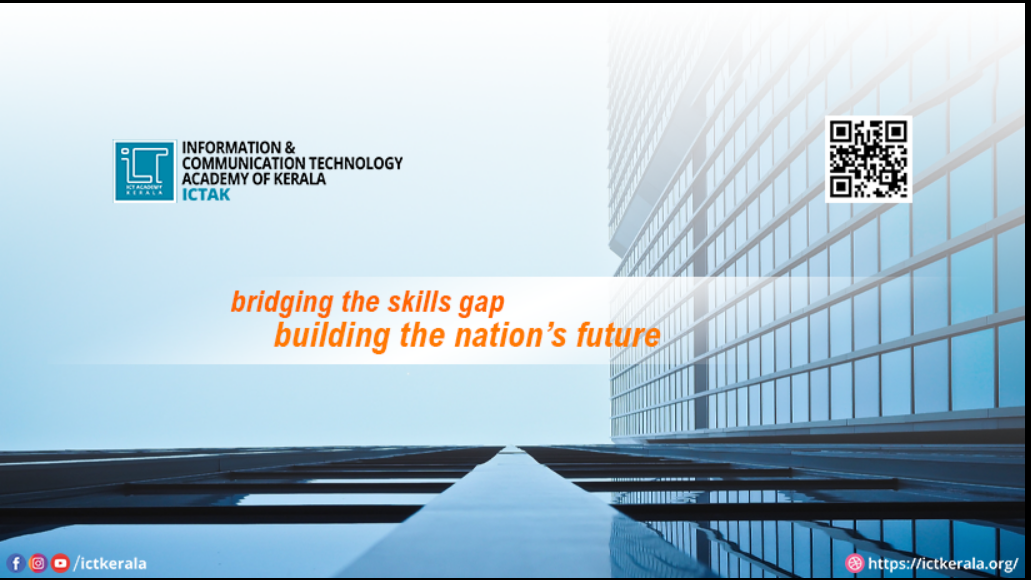 INFORMATION &
COMMUNICATION TECHNOLOGY
ACADEMY OF KERALA
ICTAK
ICT
ICT ACADEMY
KERALA
bridging the skills gap
building the nation’s future
/ictkerala
https://ictkerala.org/